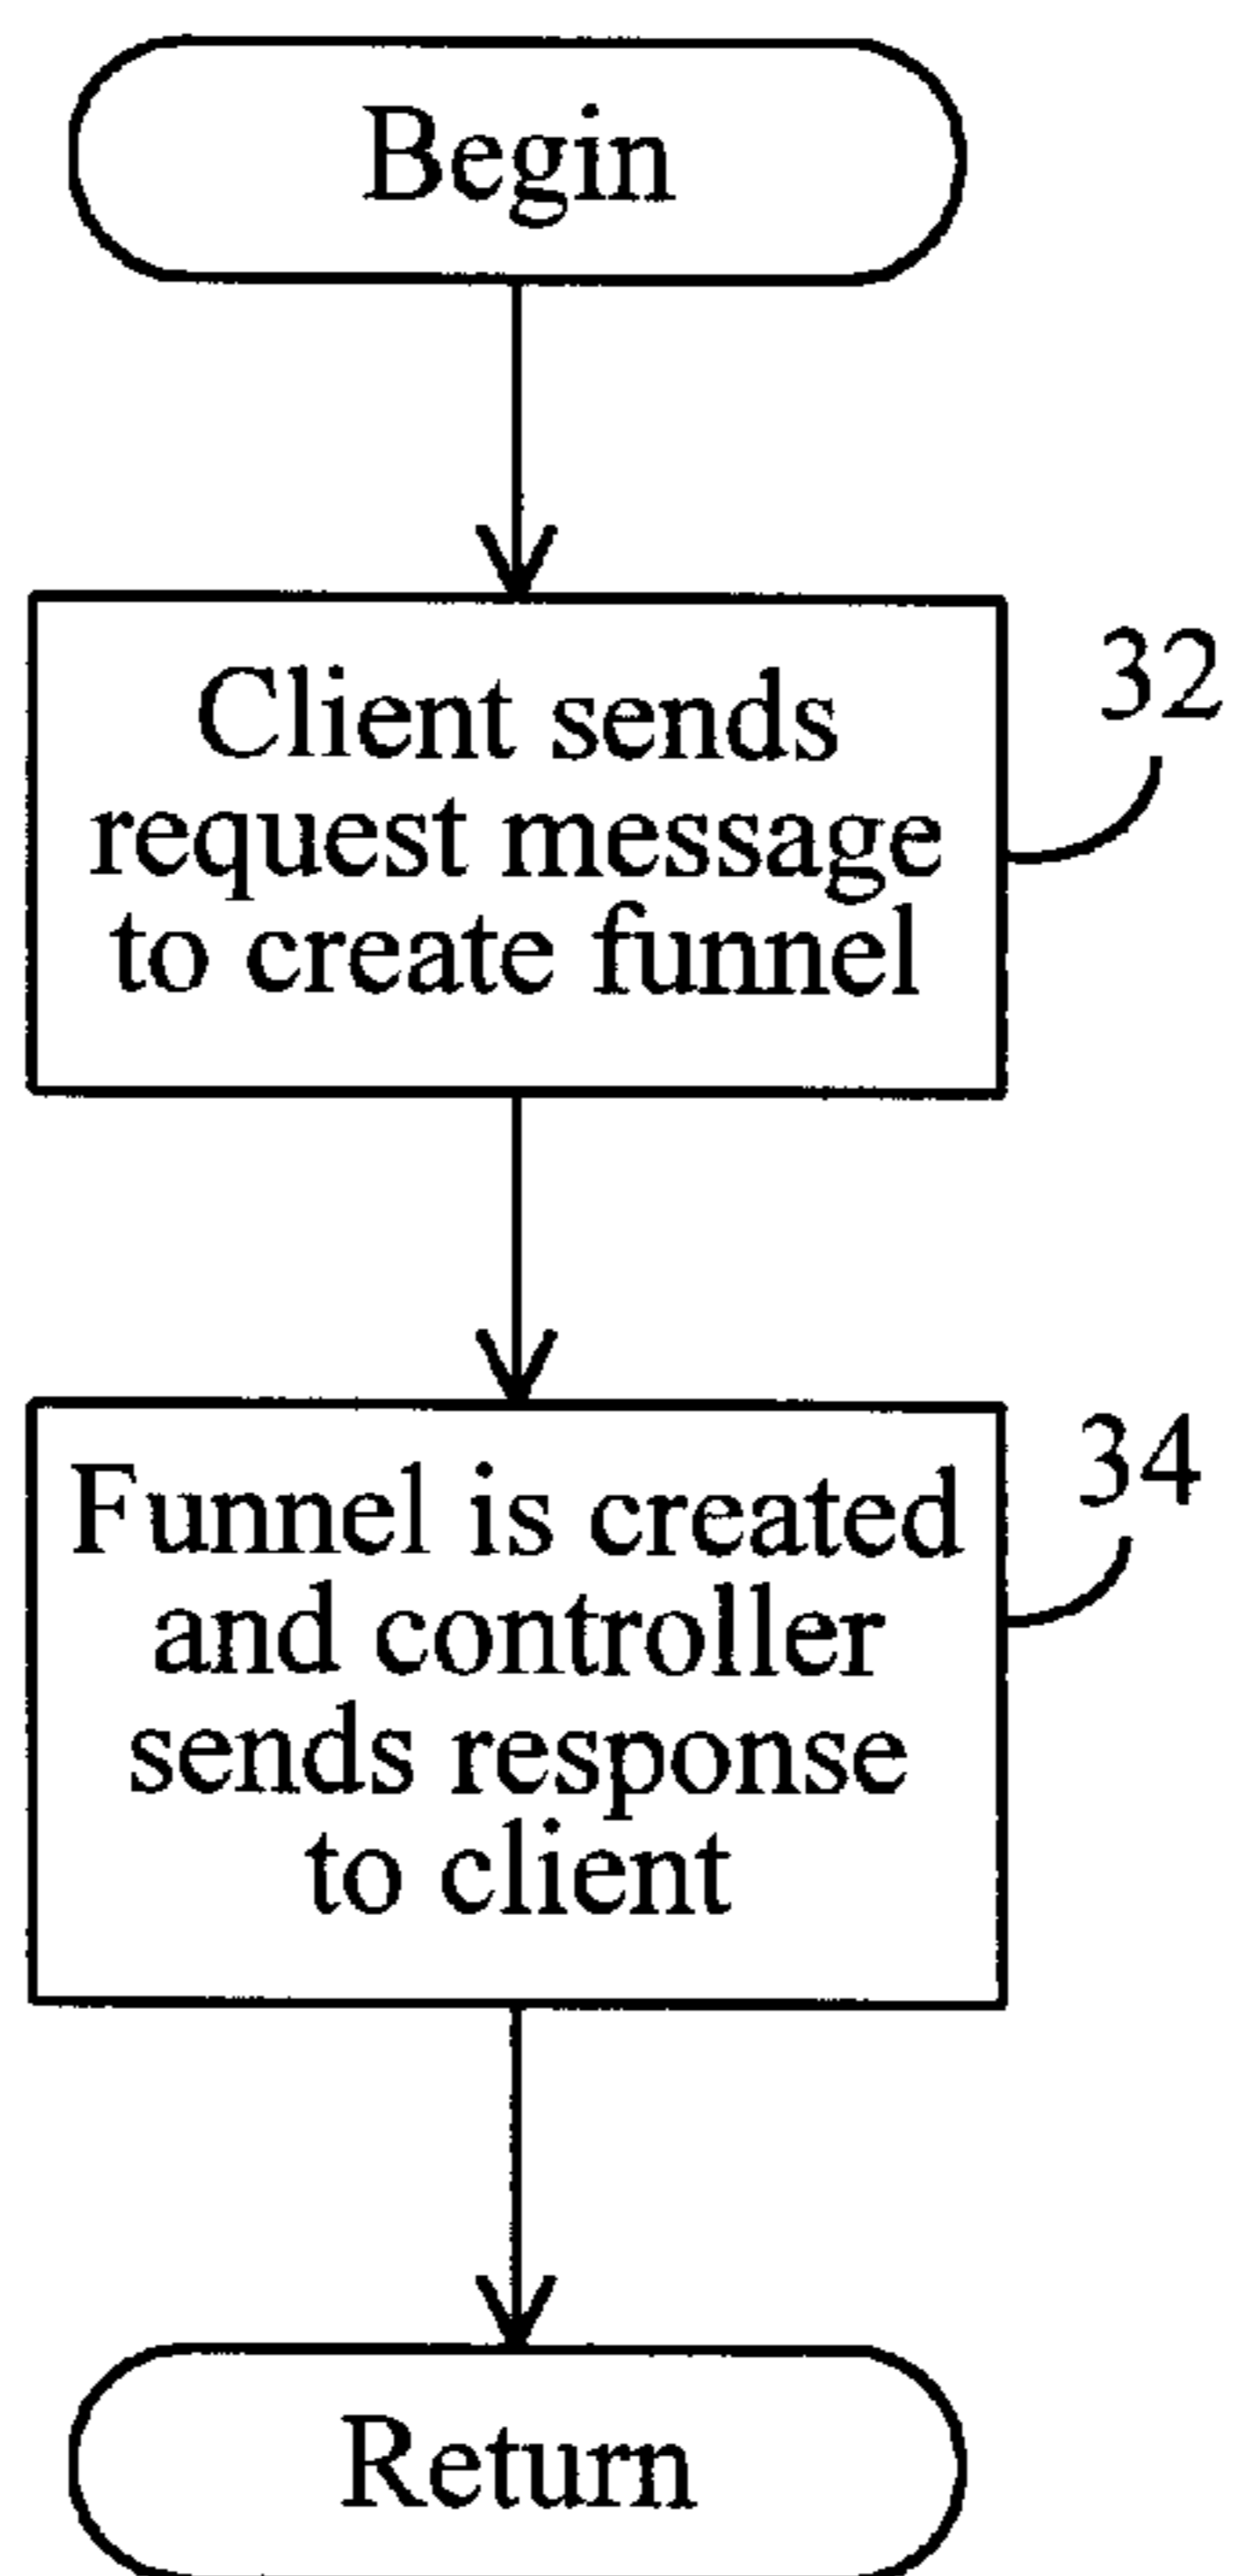 Begin
Client sends
request message
to create funnel
32
Funnel is created
and controller
sends response
to client
34
Return